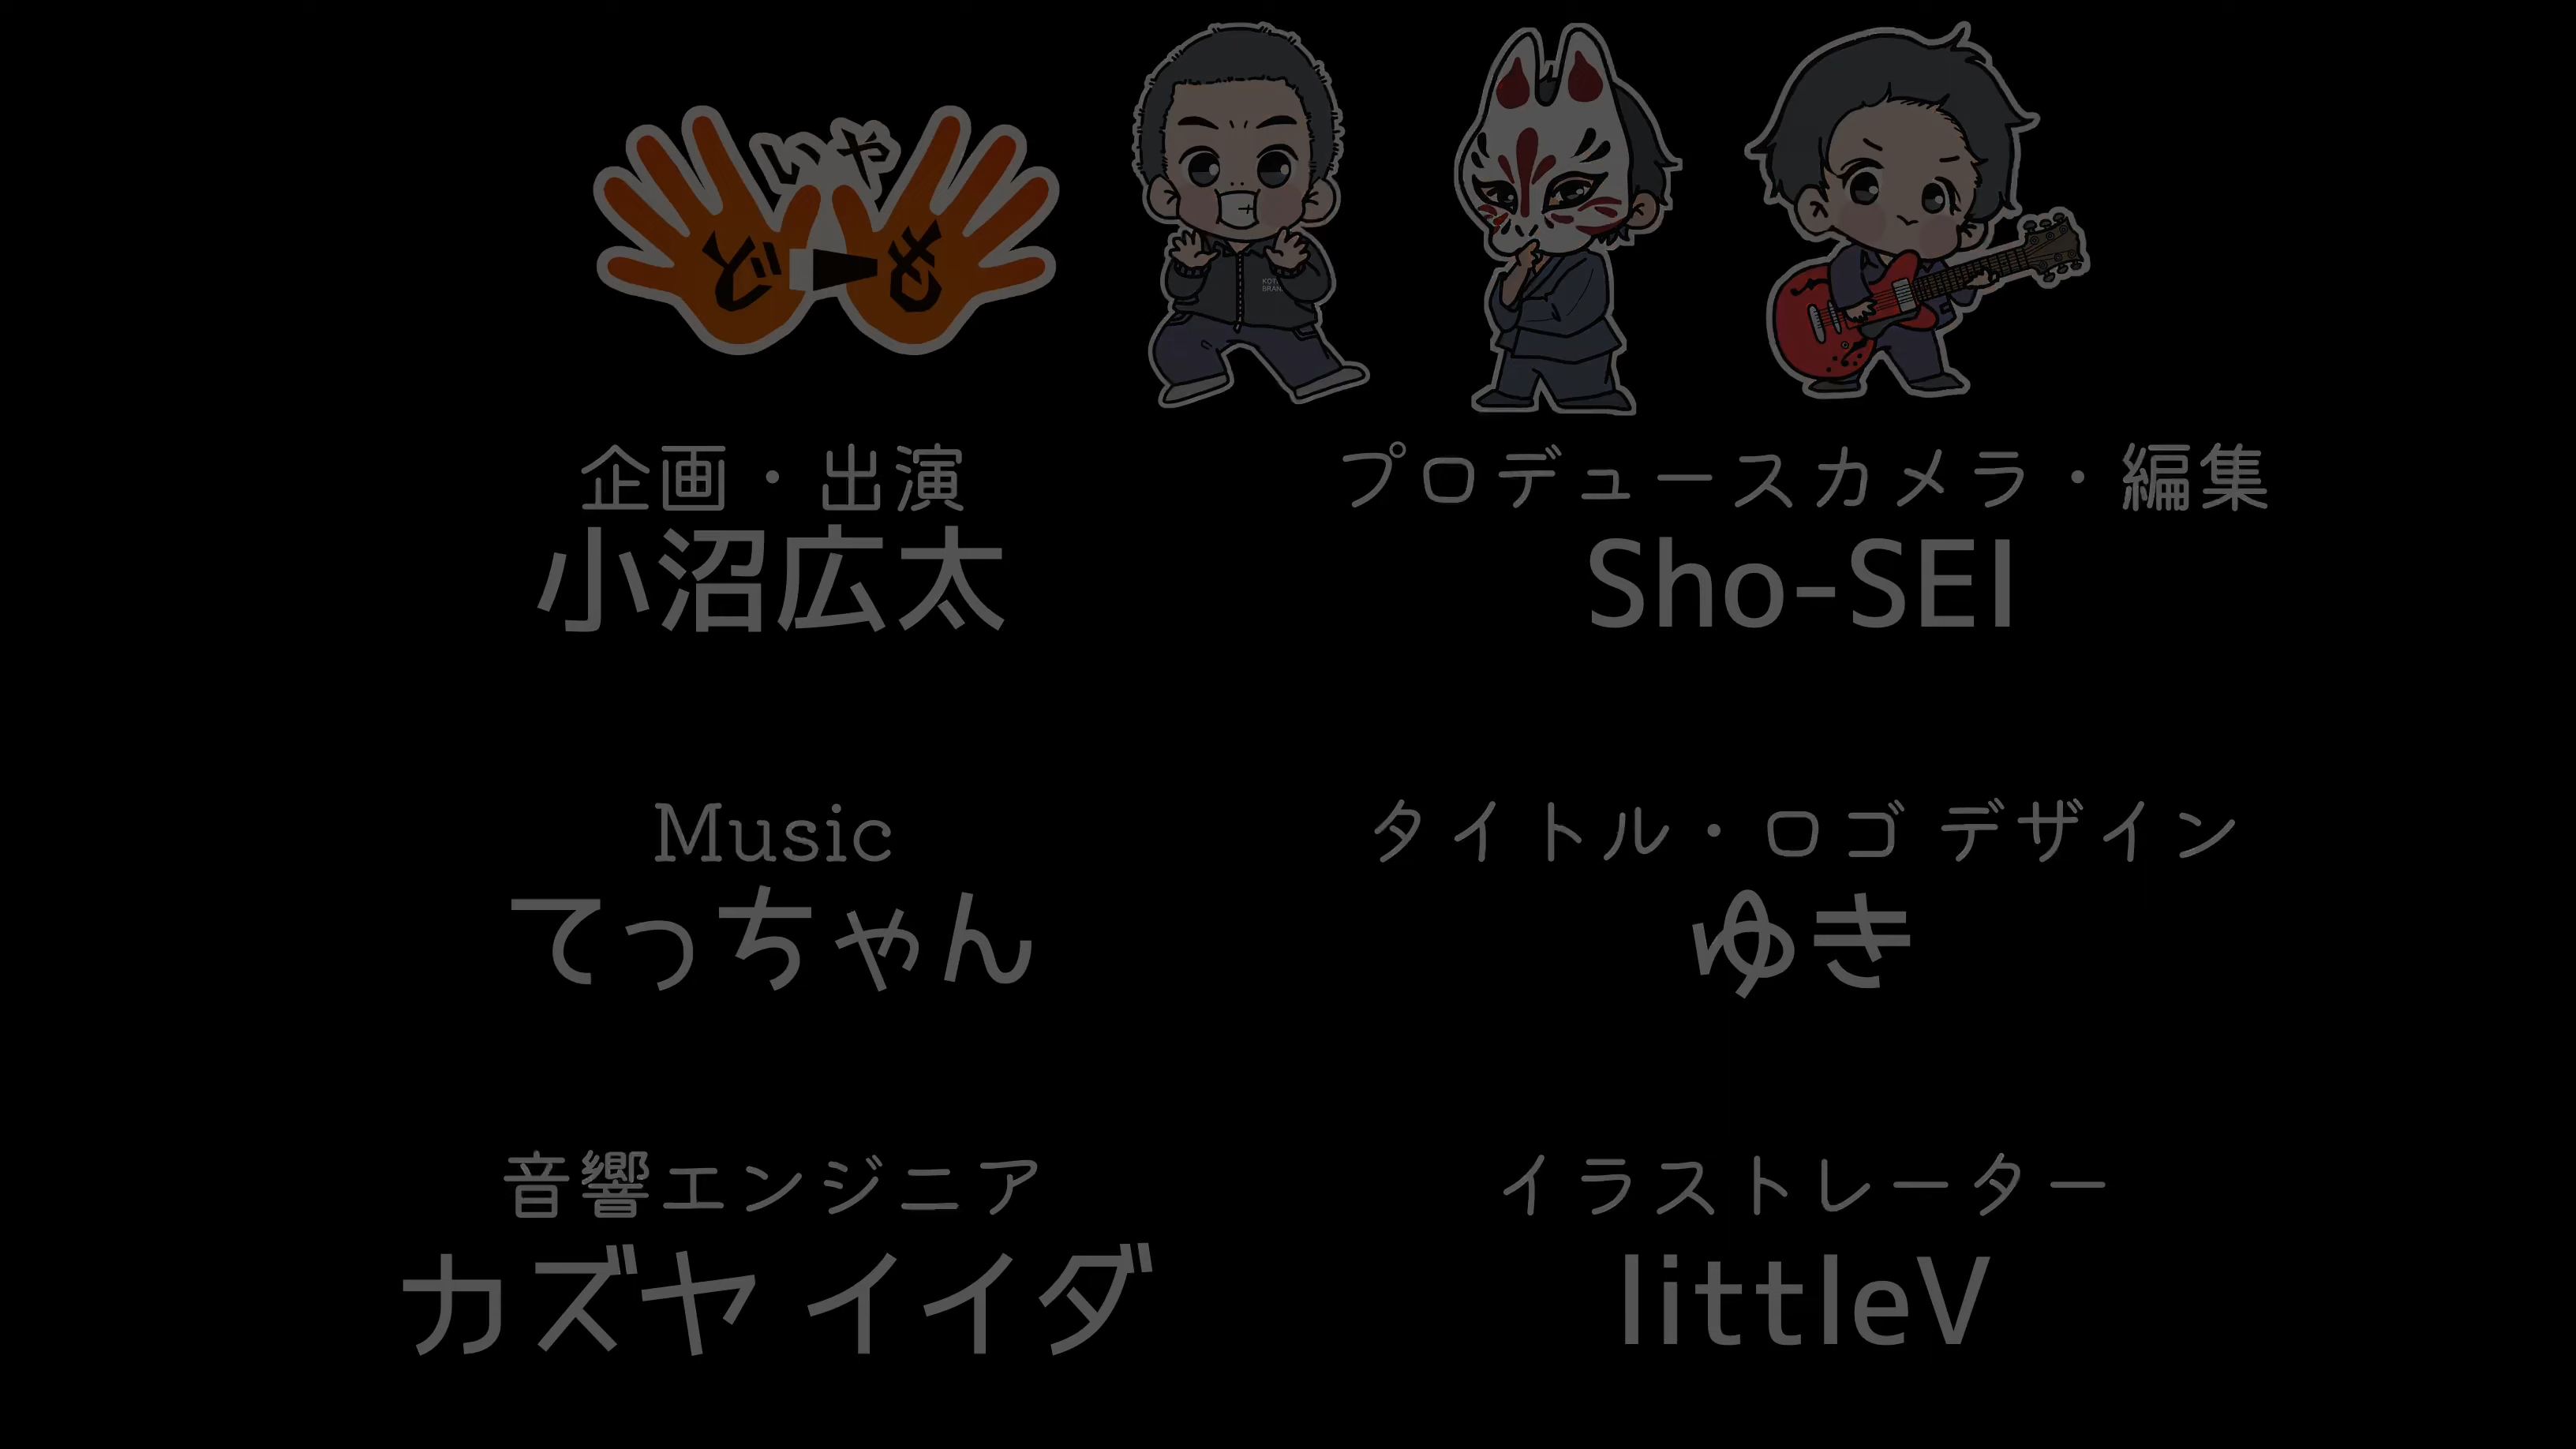 いや
どーも
企画・出演
小沼広太
プロデュースカメラ・編集
Sho-SEI
Music
てっちゃん
タイトル・ロゴ デザイン
ゆき
音響エンジニア
カズヤ イイダ
イラストレーター
littleV